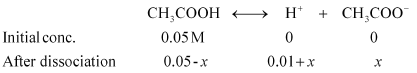 CH₃COOH ⟷ H⁺ + CH₃COO⁻
Initial conc. 0.05 M 0 0
After dissociation 0.05-x 0.01+x x